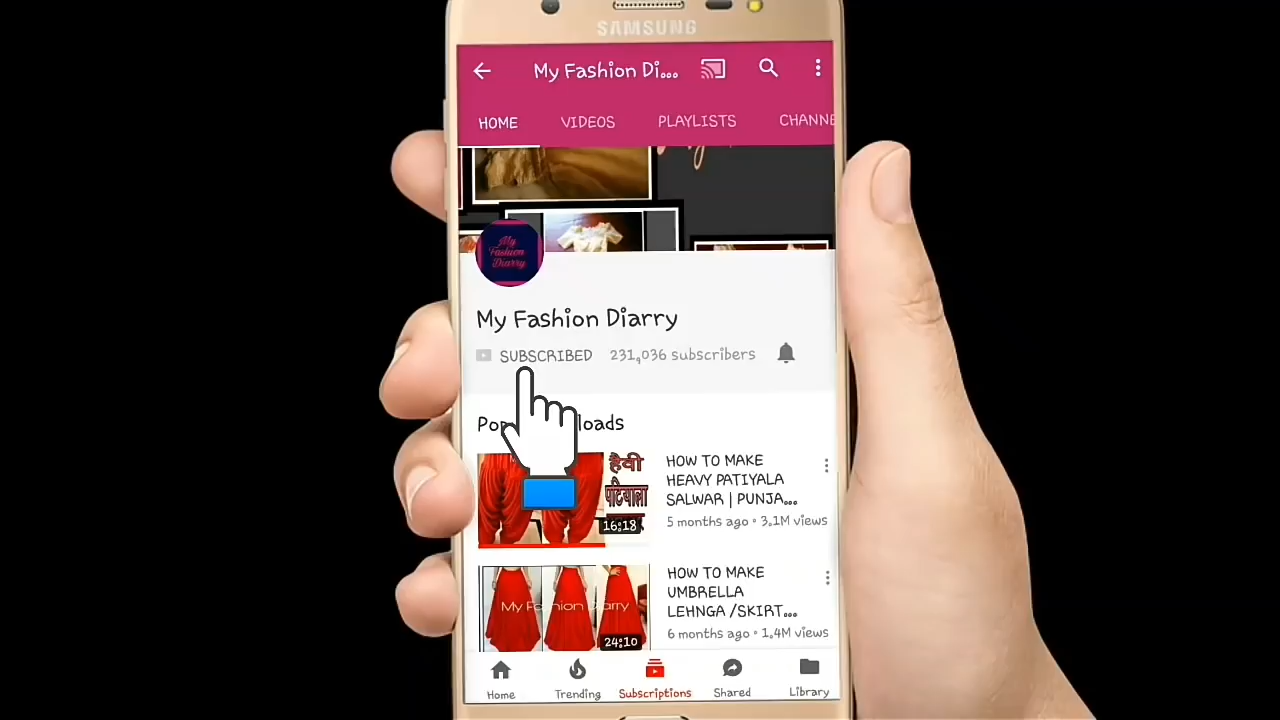 SAMSUNG
My Fashion Di...
HOME VIDEOS PLAYLISTS CHANNE
My
Fashion
Diarry
My Fashion Diarry
SUBSCRIBED 231,036 subscribers
हैवी
पटियाला
16:18
HOW TO MAKE
HEAVY PATIYALA
SALWAR | PUNJA...
5 months ago • 3.1M views
My Fashion Diarry
24:10
HOW TO MAKE
UMBRELLA
LEHNGA /SKIRT...
6 months ago • 1.4M views
Home Trending Subscriptions Shared Library